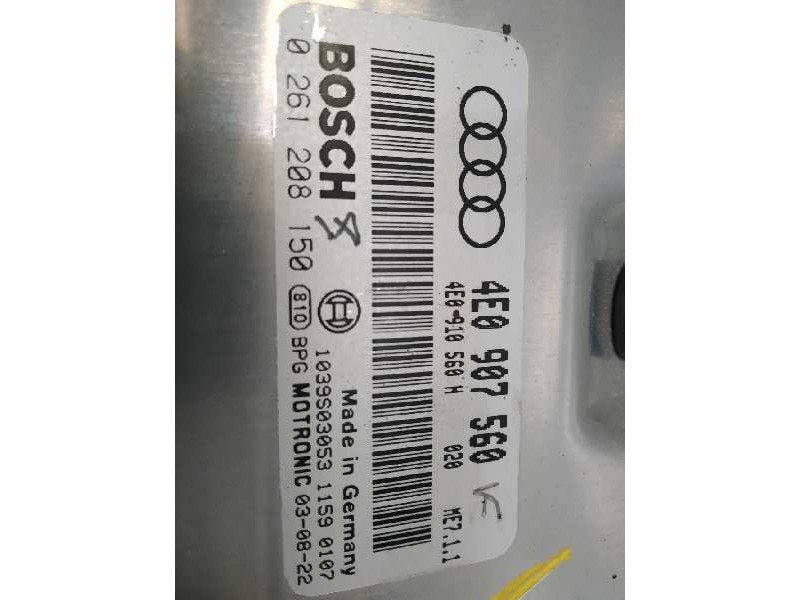 4E0 907 560
4E0-910 560 H 020 ME7.1.1
BOSCH
Made in Germany
1039S03053 1159 0107
0 261 208 150 810 BPG MOTRONIC 03-08-22